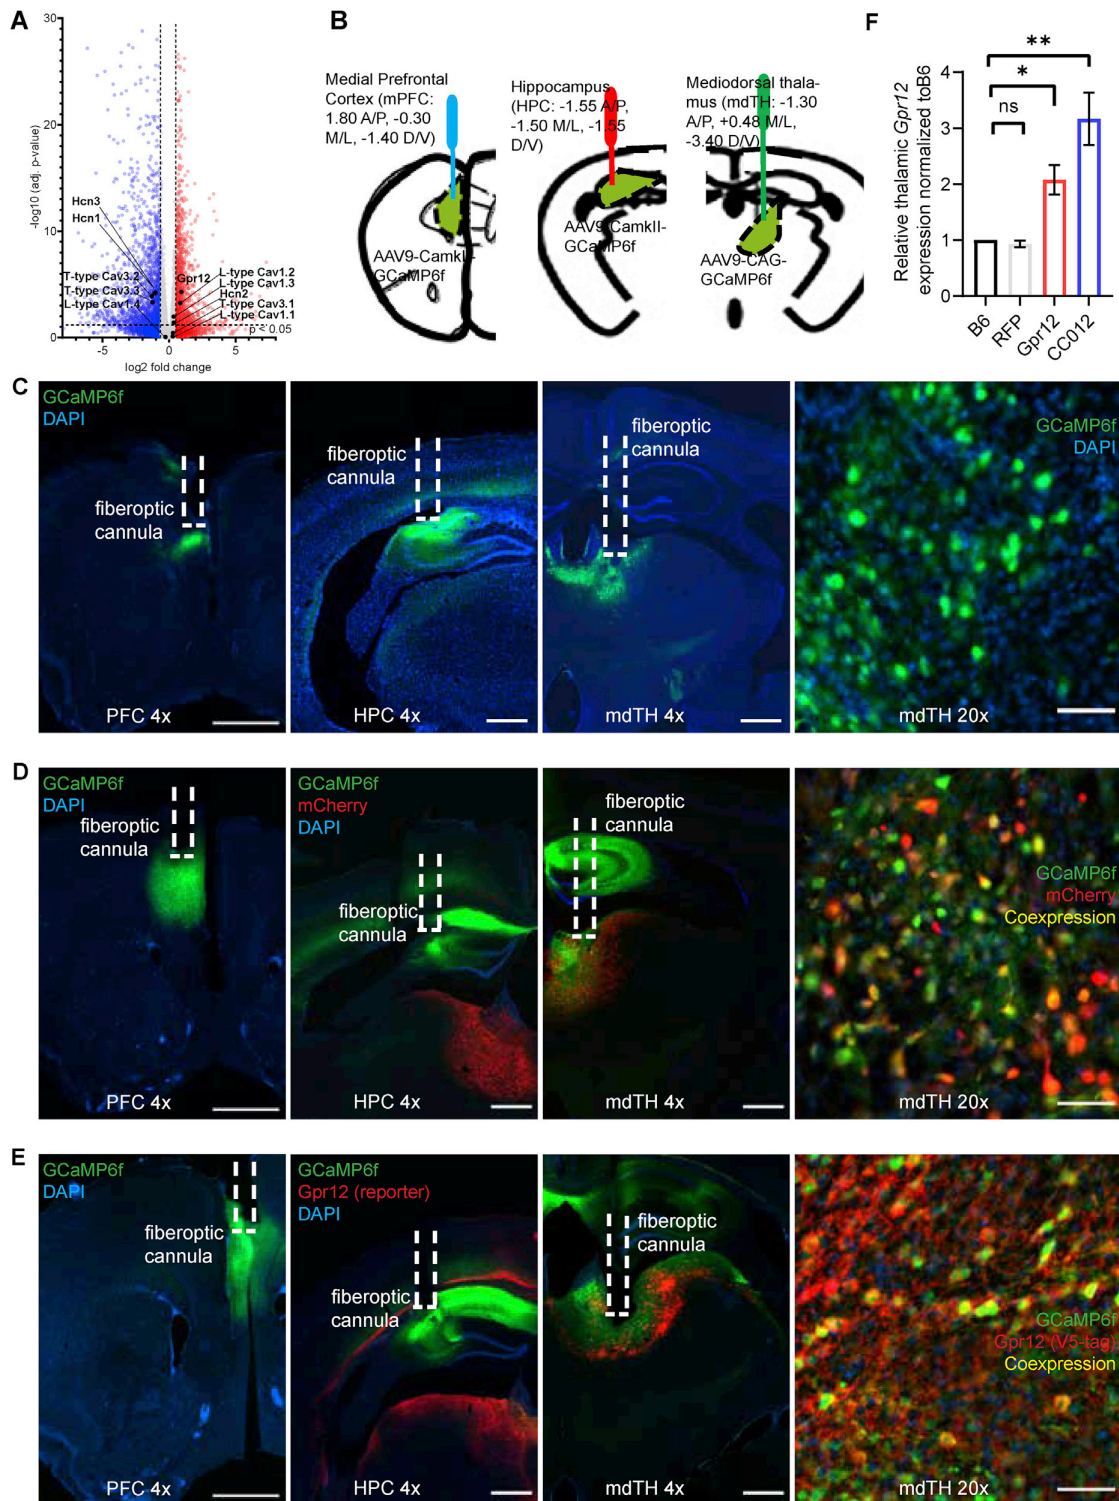 A
30
20
10
0
-log10 (adj. p-value)
Hcn3
Hcn1
T-type Cav3.2
T-type Cav3.3
L-type Cav1.4
Gpr12
L-type Cav1.2
L-type Cav1.3
Hcn2
T-type Cav3.1
L-type Cav1.1
p < 0.05
-5
0
5
log2 fold change
B
Medial Prefrontal
Cortex (mPFC:
1.80 A/P, -0.30
M/L, -1.40 D/V)
AAV9-CamkII-
GCaMP6f
Hippocampus
(HPC: -1.55 A/P,
-1.50 M/L, -1.55
D/V)
AAV9-CamkII-
GCaMP6f
Mediodorsal thala-
mus (mdTH: -1.30
A/P, +0.48 M/L,
-3.40 D/V)
AAV9-CAG-
GCaMP6f
F
Relative thalamic Gpr12
expression normalized toB6
4
3
2
1
0
**
*
ns
B6
RFP
Gpr12
CC012
C
GCaMP6f
DAPI
fiberoptic
cannula
PFC 4x
fiberoptic
cannula
HPC 4x
fiberoptic
cannula
mdTH 4x
GCaMP6f
DAPI
mdTH 20x
D
GCaMP6f
DAPI
fiberoptic
cannula
PFC 4x
GCaMP6f
mCherry
DAPI
fiberoptic
cannula
HPC 4x
fiberoptic
cannula
mdTH 4x
GCaMP6f
mCherry
Coexpression
mdTH 20x
E
GCaMP6f
DAPI
fiberoptic
cannula
PFC 4x
GCaMP6f
Gpr12 (reporter)
DAPI
fiberoptic
cannula
HPC 4x
fiberoptic
cannula
mdTH 4x
GCaMP6f
Gpr12 (V5-tag)
Coexpression
mdTH 20x